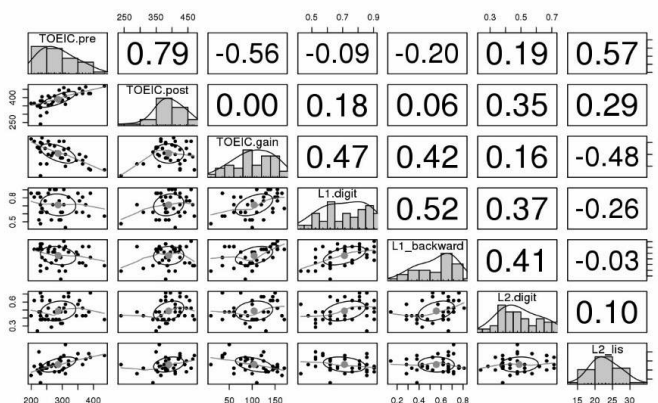 250 350 450 0.5 0.7 0.9 0.3 0.5 0.7
TOEIC.pre 0.79 -0.56 -0.09 -0.20 0.19 0.57
250 400 TOEIC.post 0.00 0.18 0.06 0.35 0.29
TOEIC.gain 0.47 0.42 0.16 -0.48
0.5 0.8 L1.digit 0.52 0.37 -0.26
L1_backward 0.41 -0.03
0.3 0.6 L2.digit 0.10
L2_lis
200 300 400 50 100 150 0.2 0.4 0.6 0.8 15 20 25 30